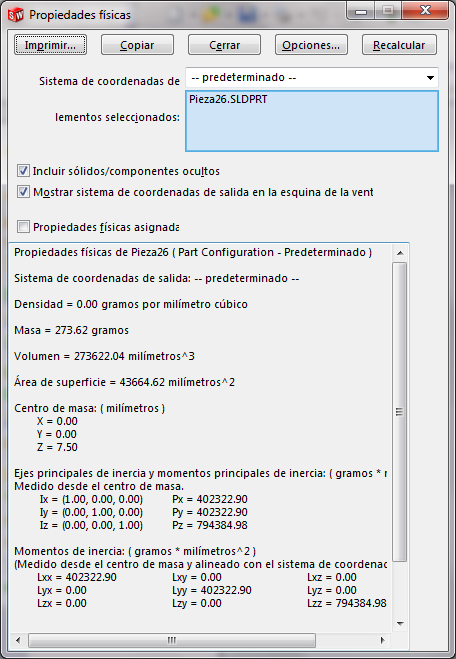 Propiedades físicas
Imprimir... Copiar Cerrar Opciones... Recalcular
Sistema de coordenadas de -- predeterminado --
lementos seleccionados: Pieza26.SLDPRT
Incluir sólidos/componentes ocultos
Mostrar sistema de coordenadas de salida en la esquina de la vent
Propiedades físicas asignada
Propiedades físicas de Pieza26 ( Part Configuration - Predeterminado )
Sistema de coordenadas de salida: -- predeterminado --
Densidad = 0.00 gramos por milímetro cúbico
Masa = 273.62 gramos
Volumen = 273622.04 milímetros^3
Área de superficie = 43664.62 milímetros^2
Centro de masa: ( milímetros )
X = 0.00
Y = 0.00
Z = 7.50
Ejes principales de inercia y momentos principales de inercia: ( gramos * r
Medido desde el centro de masa.
Ix = (1.00, 0.00, 0.00) Px = 402322.90
Iy = (0.00, 1.00, 0.00) Py = 402322.90
Iz = (0.00, 0.00, 1.00) Pz = 794384.98
Momentos de inercia: ( gramos * milímetros^2 )
(Medido desde el centro de masa y alineado con el sistema de coordenad
Lxx = 402322.90 Lxy = 0.00 Lxz = 0.00
Lyx = 0.00 Lyy = 402322.90 Lyz = 0.00
Lzx = 0.00 Lzy = 0.00 Lzz = 794384.98